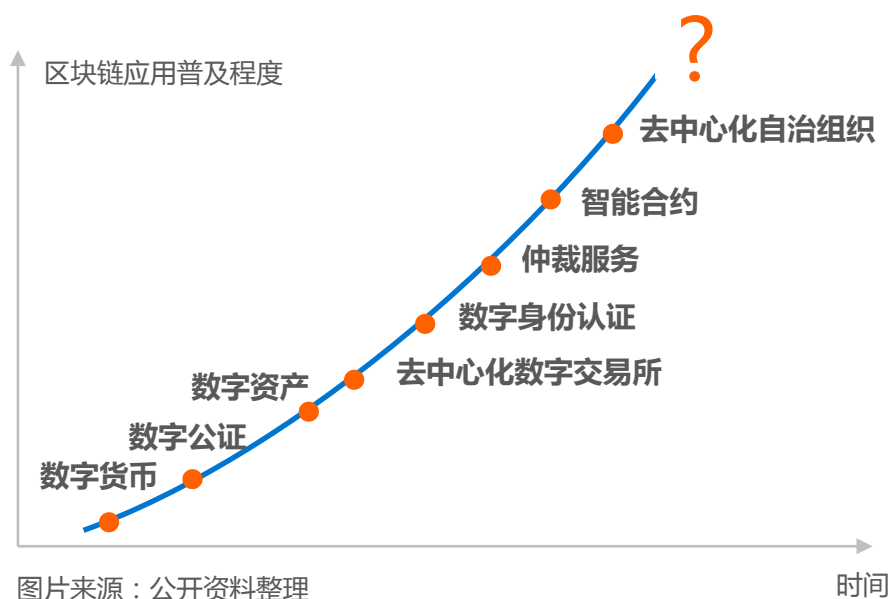 ?
区块链应用普及程度
去中心化自治组织
智能合约
仲裁服务
数字身份认证
去中心化数字交易所
数字资产
数字公证
数字货币
时间
图片来源：公开资料整理